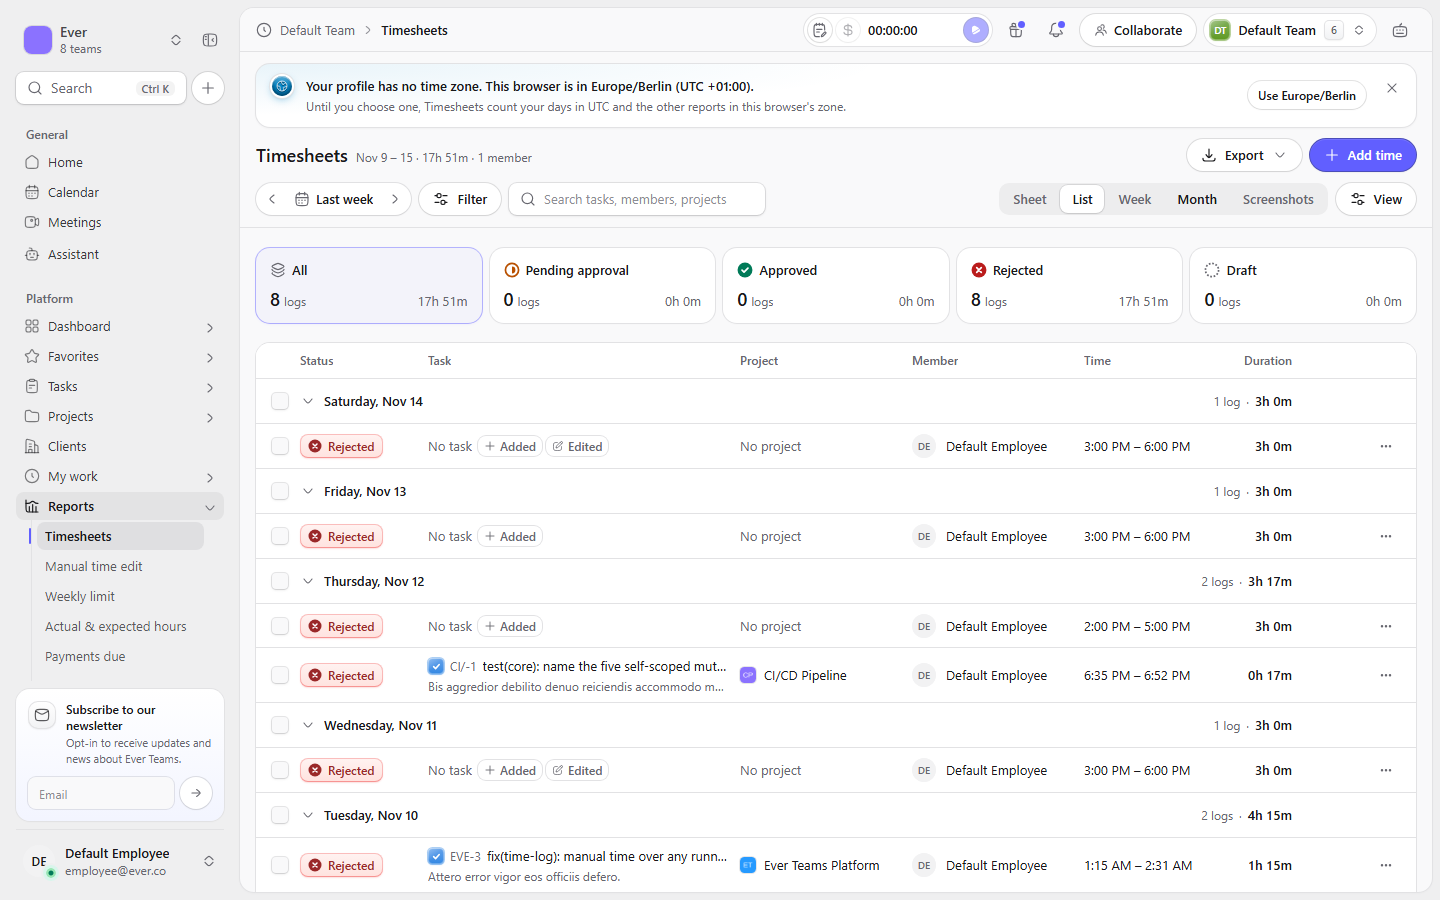 Ever
8 teams
Search
Ctrl K
General
Home
Calendar
Meetings
Assistant
Platform
Dashboard
Favorites
Tasks
Projects
Clients
My work
Reports
Timesheets
Manual time edit
Weekly limit
Actual & expected hours
Payments due
Subscribe to our newsletter
Opt-in to receive updates and news about Ever Teams.
Email
DE
Default Employee
employee@ever.co
Default Team > Timesheets
00:00:00
Collaborate
DT Default Team 6
Your profile has no time zone. This browser is in Europe/Berlin (UTC +01:00).
Until you choose one, Timesheets count your days in UTC and the other reports in this browser's zone.
Use Europe/Berlin
Timesheets Nov 9 – 15 · 17h 51m · 1 member
Export
Add time
Last week
Filter
Search tasks, members, projects
Sheet List Week Month Screenshots
View
All
8 logs 17h 51m
Pending approval
0 logs 0h 0m
Approved
0 logs 0h 0m
Rejected
8 logs 17h 51m
Draft
0 logs 0h 0m
Status Task Project Member Time Duration
Saturday, Nov 14 1 log · 3h 0m
Rejected No task + Added Edited No project DE Default Employee 3:00 PM – 6:00 PM 3h 0m
Friday, Nov 13 1 log · 3h 0m
Rejected No task + Added No project DE Default Employee 3:00 PM – 6:00 PM 3h 0m
Thursday, Nov 12 2 logs · 3h 17m
Rejected No task + Added No project DE Default Employee 2:00 PM – 5:00 PM 3h 0m
Rejected CI/-1 test(core): name the five self-scoped mut... CP CI/CD Pipeline DE Default Employee 6:35 PM – 6:52 PM 0h 17m
Bis aggredior debilito denuo reiciendis accommodo m...
Wednesday, Nov 11 1 log · 3h 0m
Rejected No task + Added Edited No project DE Default Employee 3:00 PM – 6:00 PM 3h 0m
Tuesday, Nov 10 2 logs · 4h 15m
Rejected EVE-3 fix(time-log): manual time over any runn... ET Ever Teams Platform DE Default Employee 1:15 AM – 2:31 AM 1h 15m
Attero error vigor eos officiis defero.